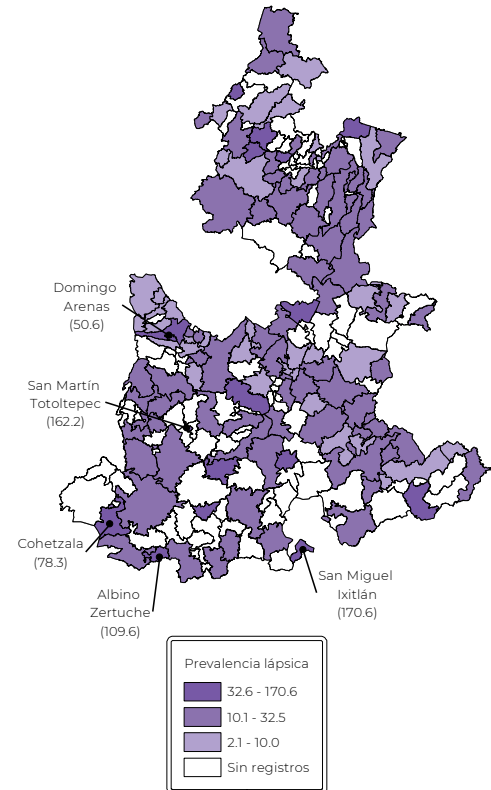 Domingo
Arenas
(50.6)
San Martín
Totoltepec
(162.2)
Cohetzala
(78.3)
Albino
Zertuche
(109.6)
San Miguel
Ixitlán
(170.6)
Prevalencia lápsica
32.6 - 170.6
10.1 - 32.5
2.1 - 10.0
Sin registros